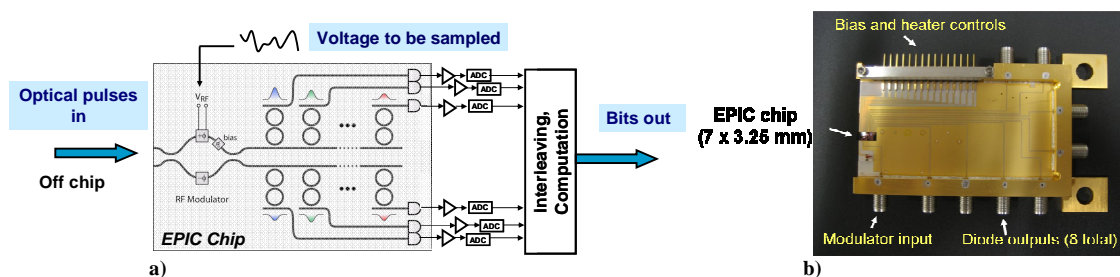 Voltage to be sampled
Optical pulses
in
Off chip
V_RF
+Φ
bias
Φ
-Φ
RF Modulator
EPIC Chip
ADC
ADC
ADC
ADC
ADC
ADC
Interleaving,
Computation
Bits out
a)
Bias and heater controls
EPIC chip
(7 x 3.25 mm)
Modulator input
Diode outputs (8 total)
b)